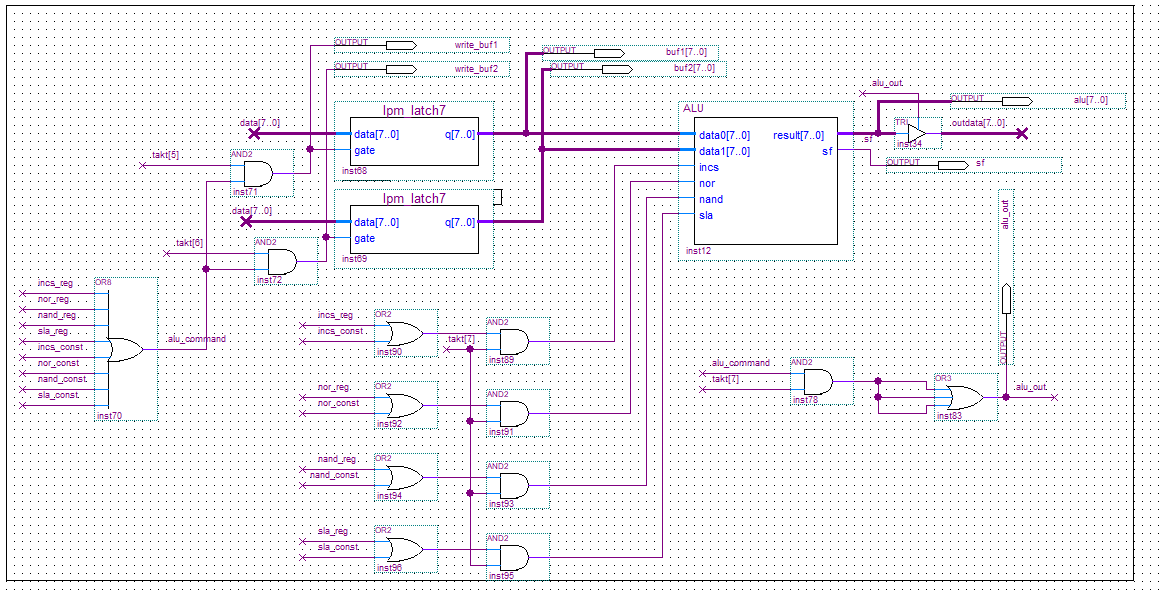 OUTPUT write_buf1
OUTPUT buf1[7..0]
OUTPUT write_buf2
OUTPUT buf2[7..0]
alu_out
OUTPUT alu[7..0]
lpm_latch7
ALU
data[7..0]
data[7..0] q[7..0]
gate
inst68
data0[7..0] result[7..0]
data1[7..0] sf
incs
nor
nand
sla
inst12
TRI
inst34
outdata[7..0]
sf
OUTPUT sf
takt[5]
AND2
inst71
lpm_latch7
data[7..0]
data[7..0] q[7..0]
gate
inst69
takt[6]
AND2
inst72
alu_out
OUTPUT
incs_reg
nor_reg
nand_reg
sla_reg
incs_const
nor_const
nand_const
sla_const
OR8
inst70
alu_command
incs_reg
incs_const
OR2
inst90
takt[7]
AND2
inst89
nor_reg
nor_const
OR2
inst92
AND2
inst91
nand_reg
nand_const
OR2
inst94
AND2
inst93
sla_reg
sla_const
OR2
inst96
AND2
inst95
alu_command
takt[7]
AND2
inst78
OR3
inst83
alu_out